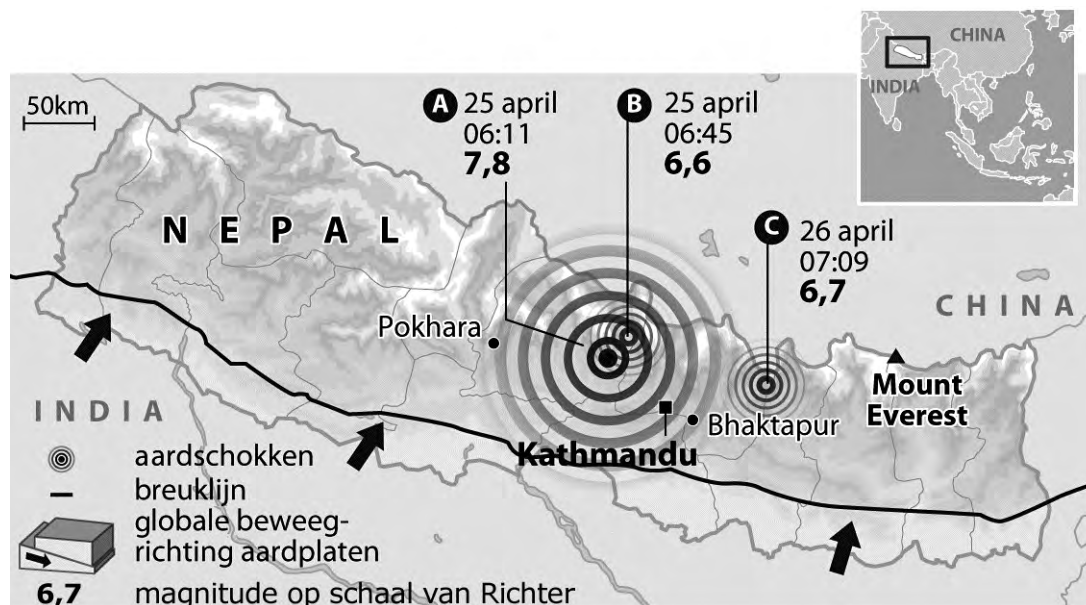 CHINA
INDIA
50km
A 25 april
06:11
7,8
B 25 april
06:45
6,6
C 26 april
07:09
6,7
NEPAL
CHINA
Pokhara
Mount
Everest
INDIA
Bhaktapur
Kathmandu
aardschokken
breuklijn
globale beweeg-
richting aardplaten
6,7 magnitude op schaal van Richter